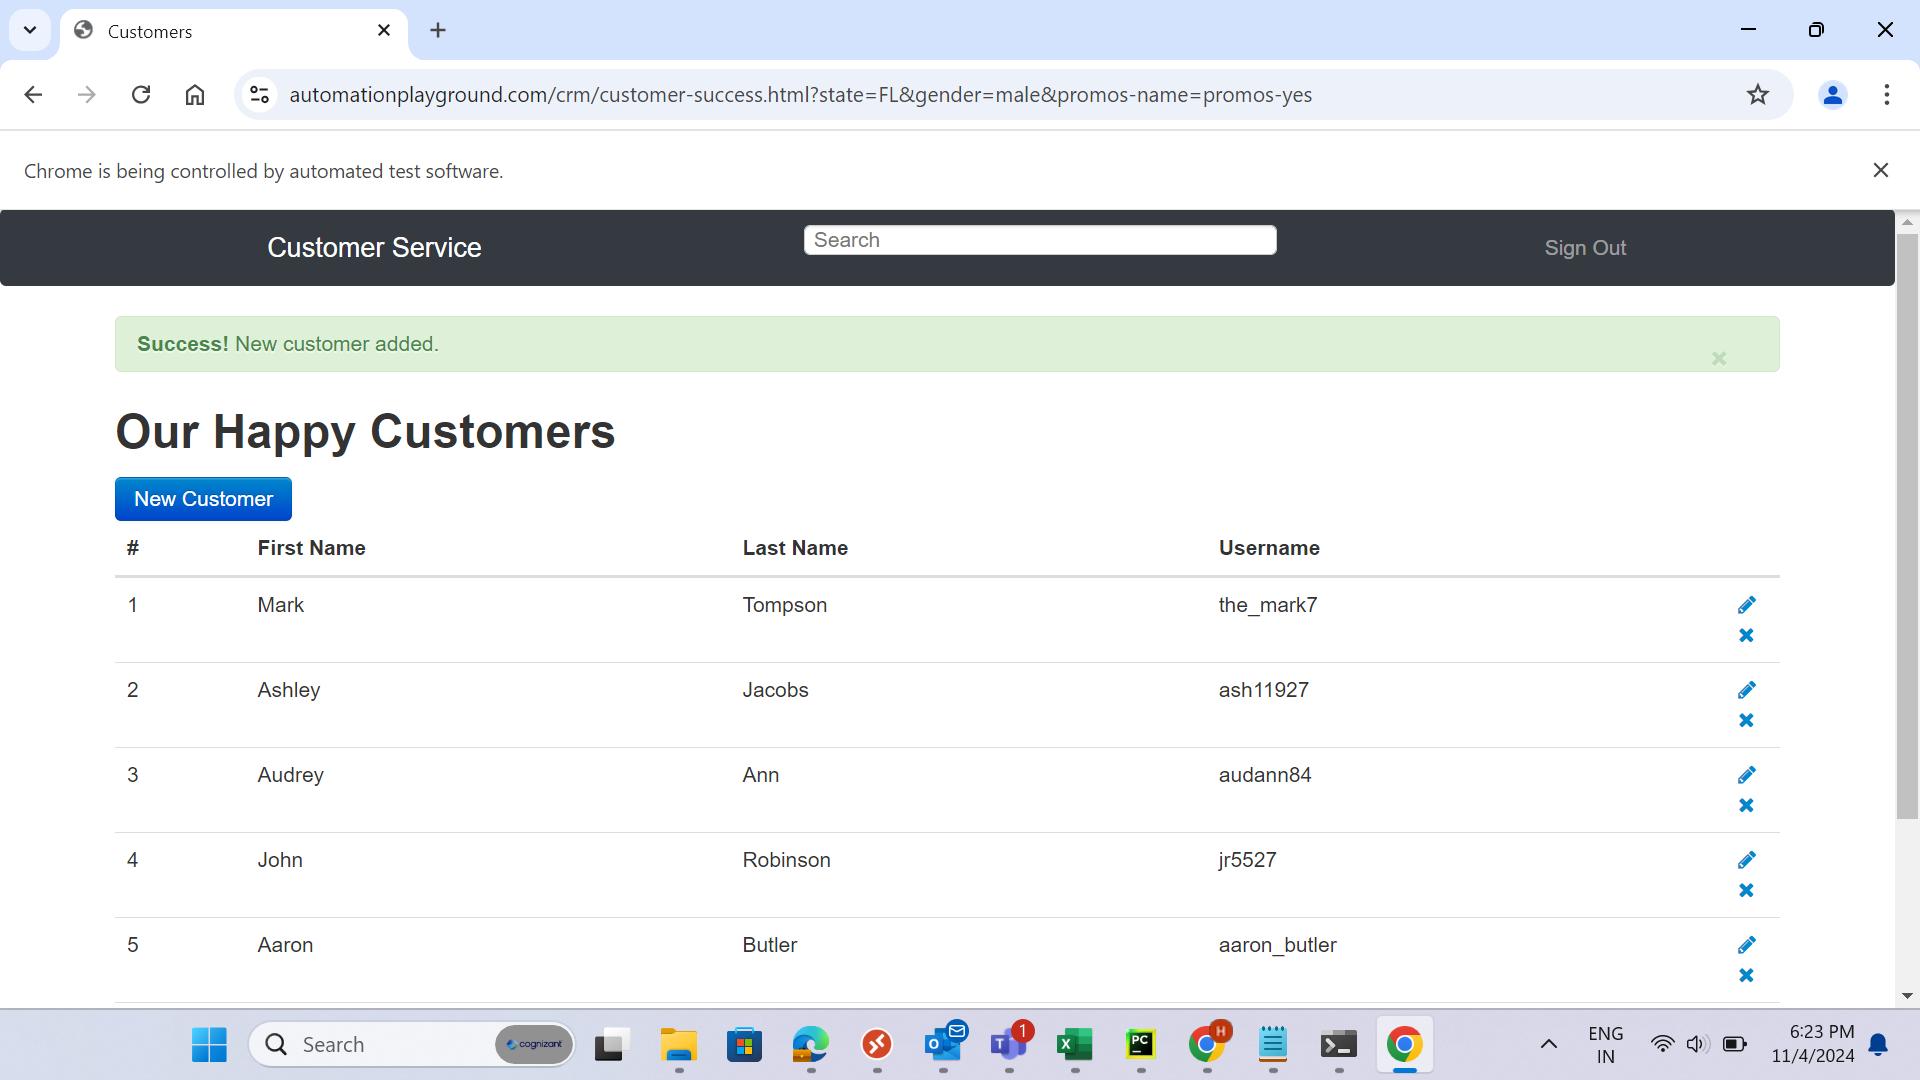 Customers
automationplayground.com/crm/customer-success.html?state=FL&gender=male&promos-name=promos-yes
Chrome is being controlled by automated test software.
Customer Service
Search
Sign Out
Success! New customer added.
Our Happy Customers
New Customer
# First Name Last Name Username
1 Mark Tompson the_mark7
2 Ashley Jacobs ash11927
3 Audrey Ann audann84
4 John Robinson jr5527
5 Aaron Butler aaron_butler
Search
cognizant
1
PC
H
ENG
IN
6:23 PM
11/4/2024